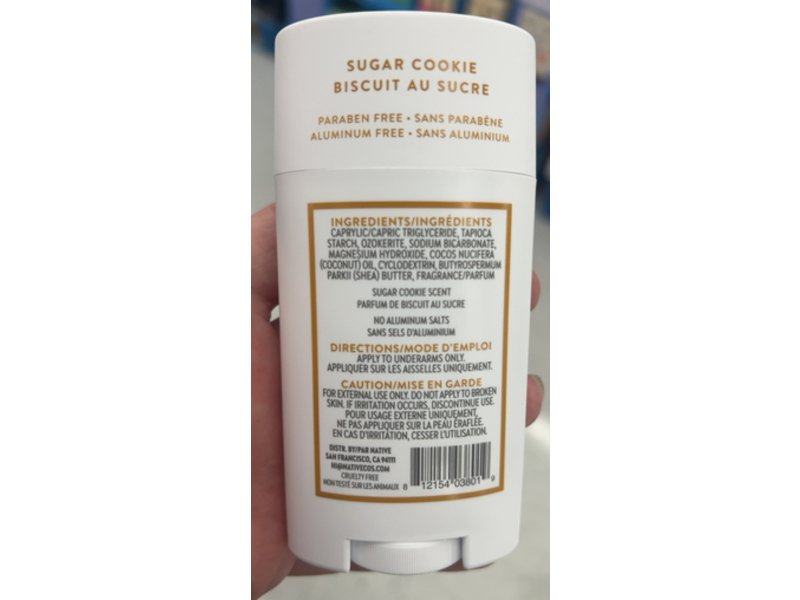 SUGAR COOKIE
BISCUIT AU SUCRE
PARABEN FREE • SANS PARABÈNE
ALUMINUM FREE • SANS ALUMINIUM
INGREDIENTS/INGRÉDIENTS
CAPRYLIC/CAPRIC TRIGLYCERIDE, TAPIOCA
STARCH, OZOKERITE, SODIUM BICARBONATE,
MAGNESIUM HYDROXIDE, COCOS NUCIFERA
(COCONUT) OIL, CYCLODEXTRIN, BUTYROSPERMUM
PARKII (SHEA) BUTTER, FRAGRANCE/PARFUM
SUGAR COOKIE SCENT
PARFUM DE BISCUIT AU SUCRE
NO ALUMINUM SALTS
SANS SELS D'ALUMINIUM
DIRECTIONS/MODE D'EMPLOI
APPLY TO UNDERARMS ONLY.
APPLIQUER SUR LES AISSELLES UNIQUEMENT.
CAUTION/MISE EN GARDE
FOR EXTERNAL USE ONLY. DO NOT APPLY TO BROKEN
SKIN. IF IRRITATION OCCURS, DISCONTINUE USE.
POUR USAGE EXTERNE UNIQUEMENT,
NE PAS APPLIQUER SUR LA PEAU ÉRAFLÉE.
EN CAS D'IRRITATION, CESSER L'UTILISATION.
DISTR. BY/PAR NATIVE
SAN FRANCISCO, CA 94111
HI@NATIVECOS.COM
CRUELTY FREE
NON TESTÉ SUR LES ANIMAUX
8 12154 03801 9